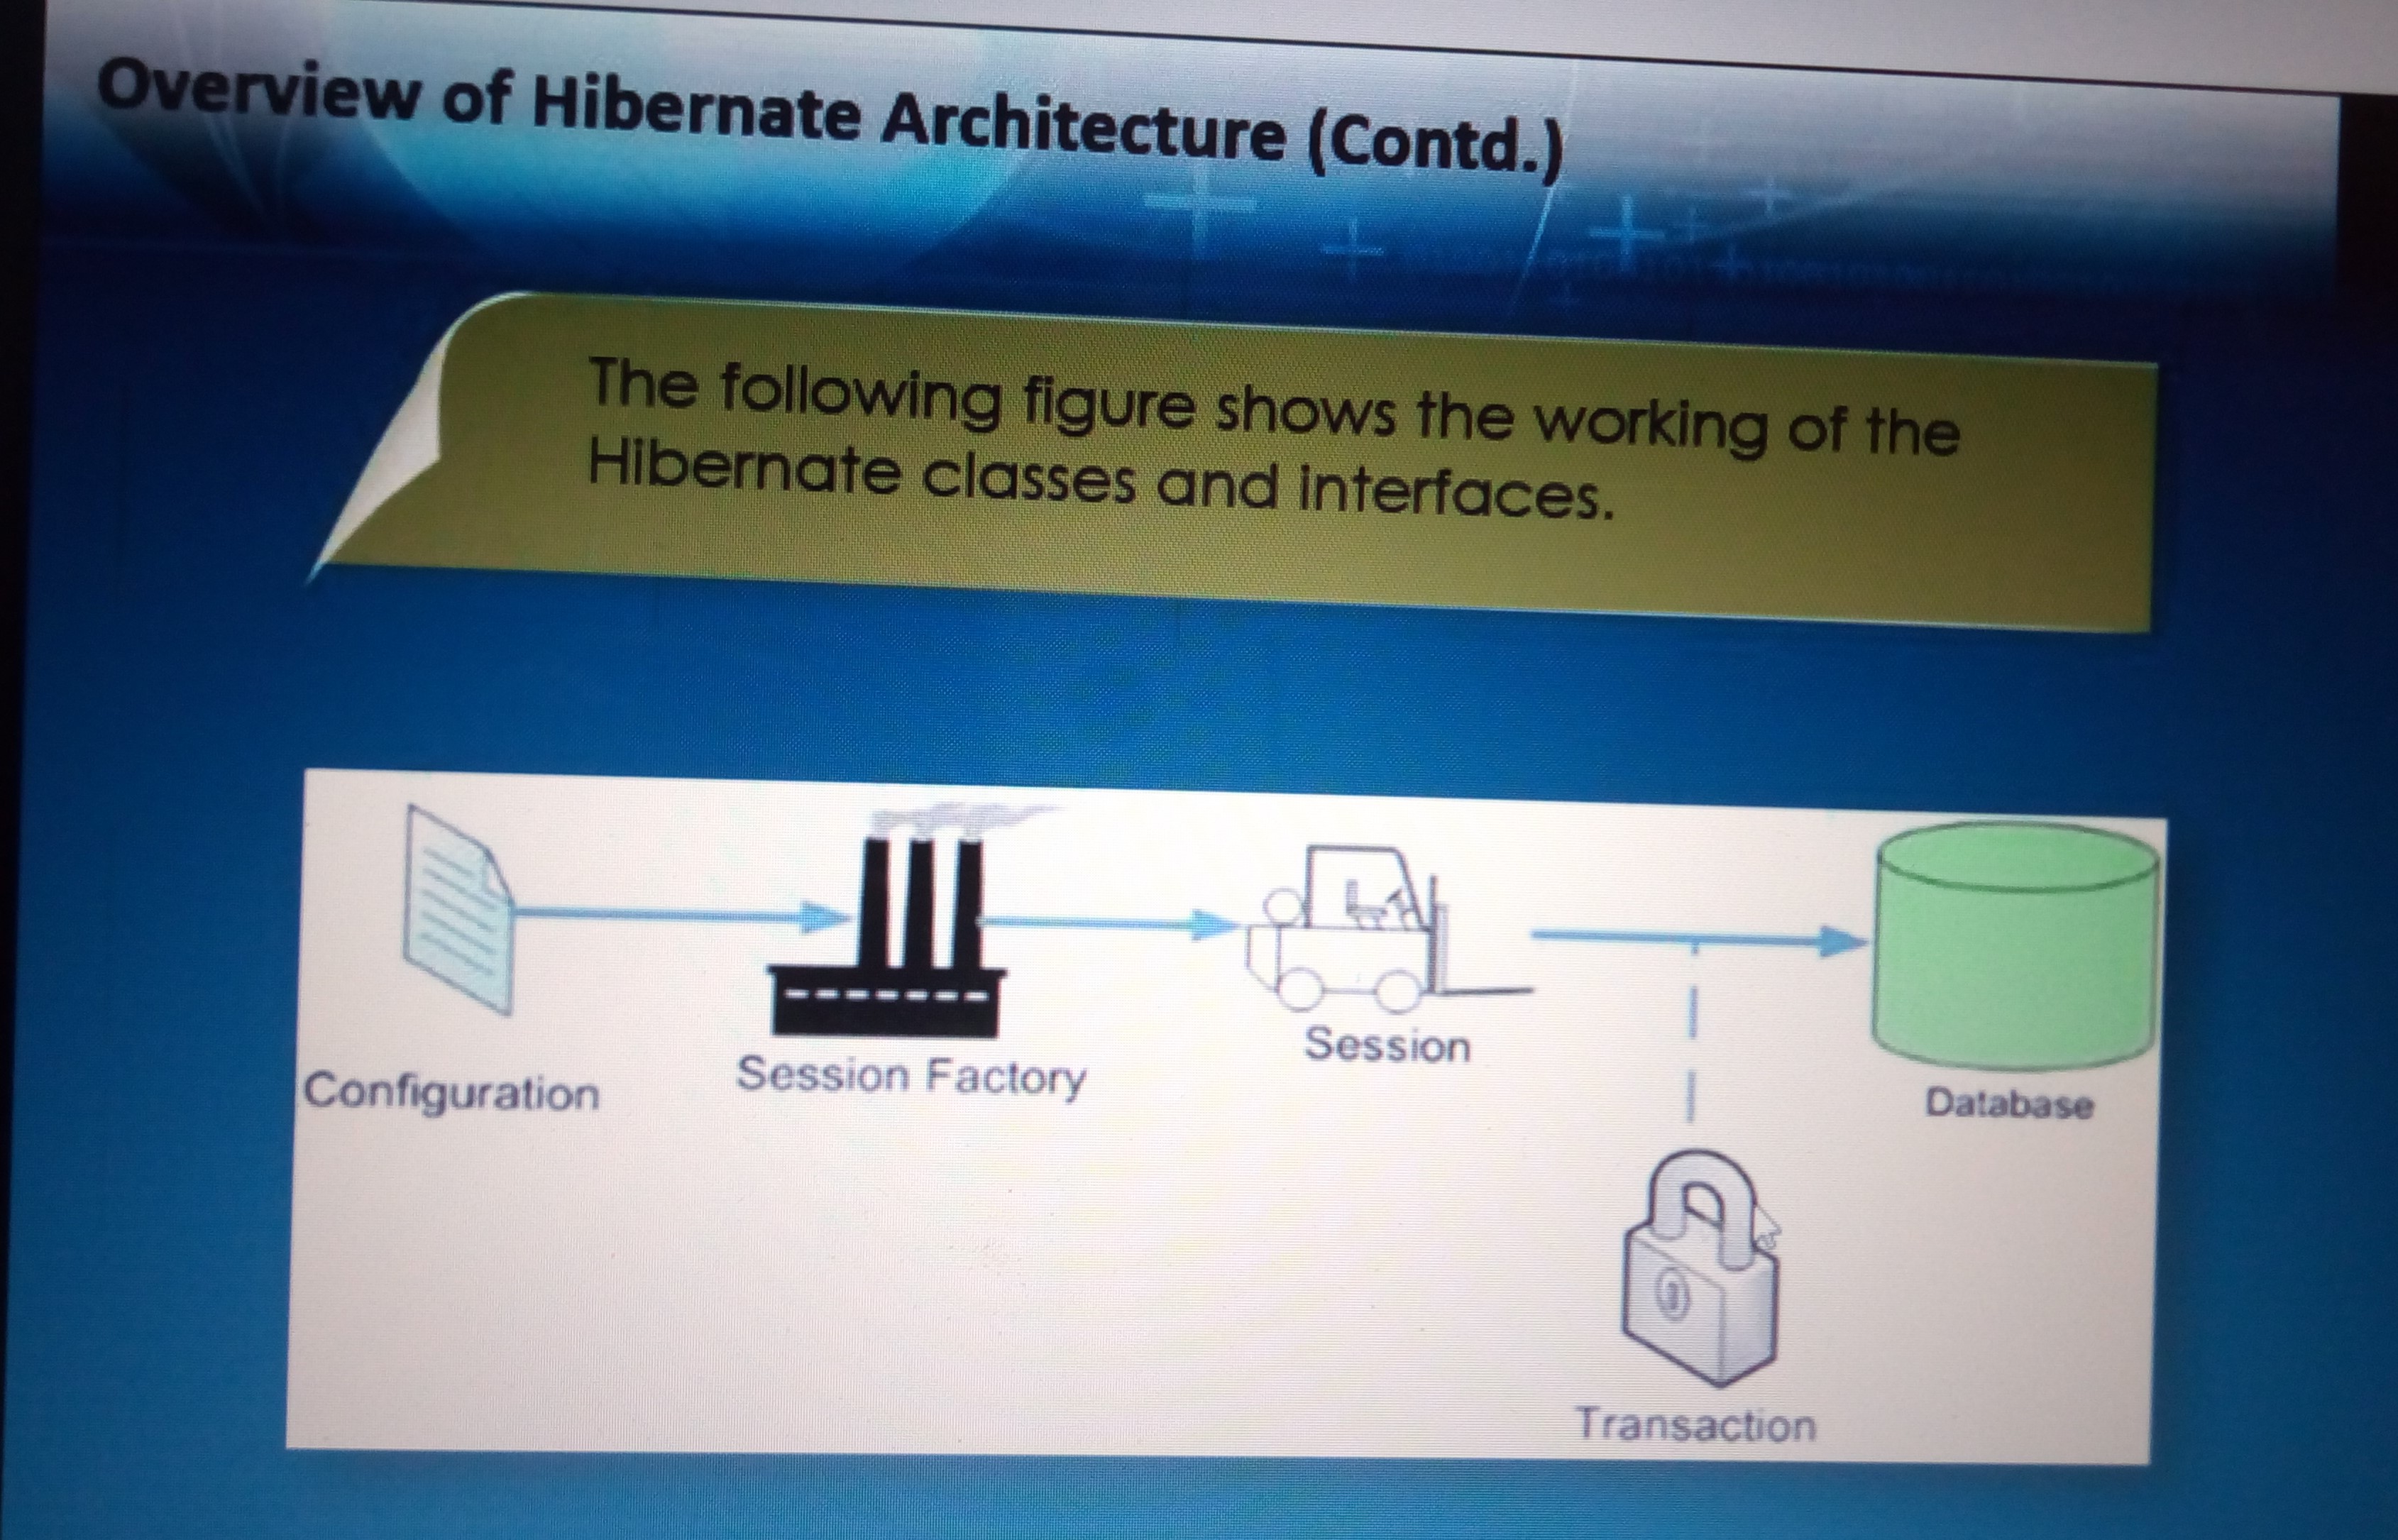 Overview of Hibernate Architecture (Contd.)
The following figure shows the working of the
Hibernate classes and interfaces.
Configuration
Session Factory
Session
Database
Transaction